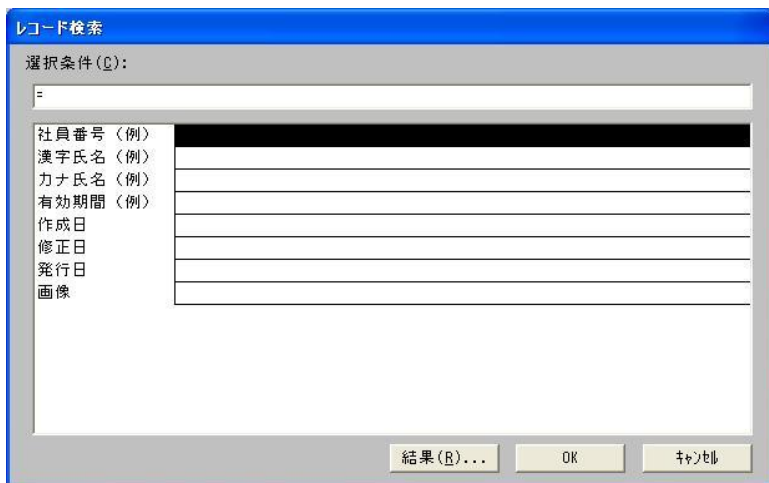 レコード検索
選択条件(C):
=
社員番号（例）
漢字氏名（例）
カナ氏名（例）
有効期間（例）
作成日
修正日
発行日
画像
結果(R)... OK ｷｬﾝｾﾙ